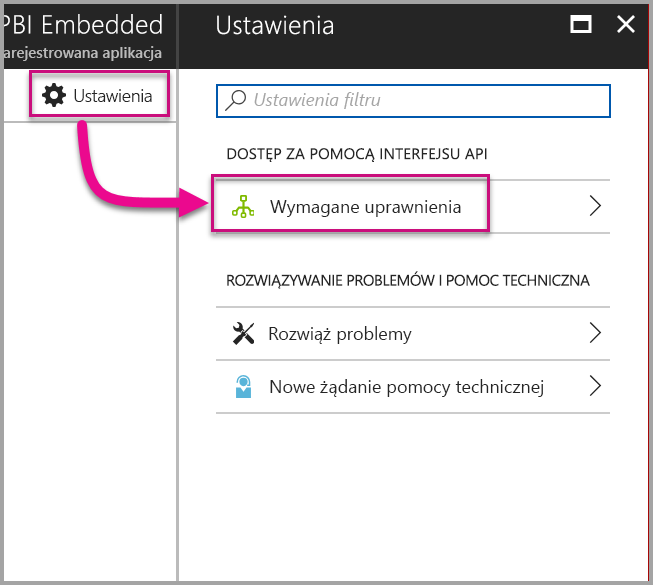 PBI Embedded
arejestrowana aplikacja
Ustawienia
Ustawienia
Ustawienia filtru
DOSTĘP ZA POMOCĄ INTERFEJSU API
Wymagane uprawnienia
ROZWIĄZYWANIE PROBLEMÓW I POMOC TECHNICZNA
Rozwiąż problemy
Nowe żądanie pomocy technicznej